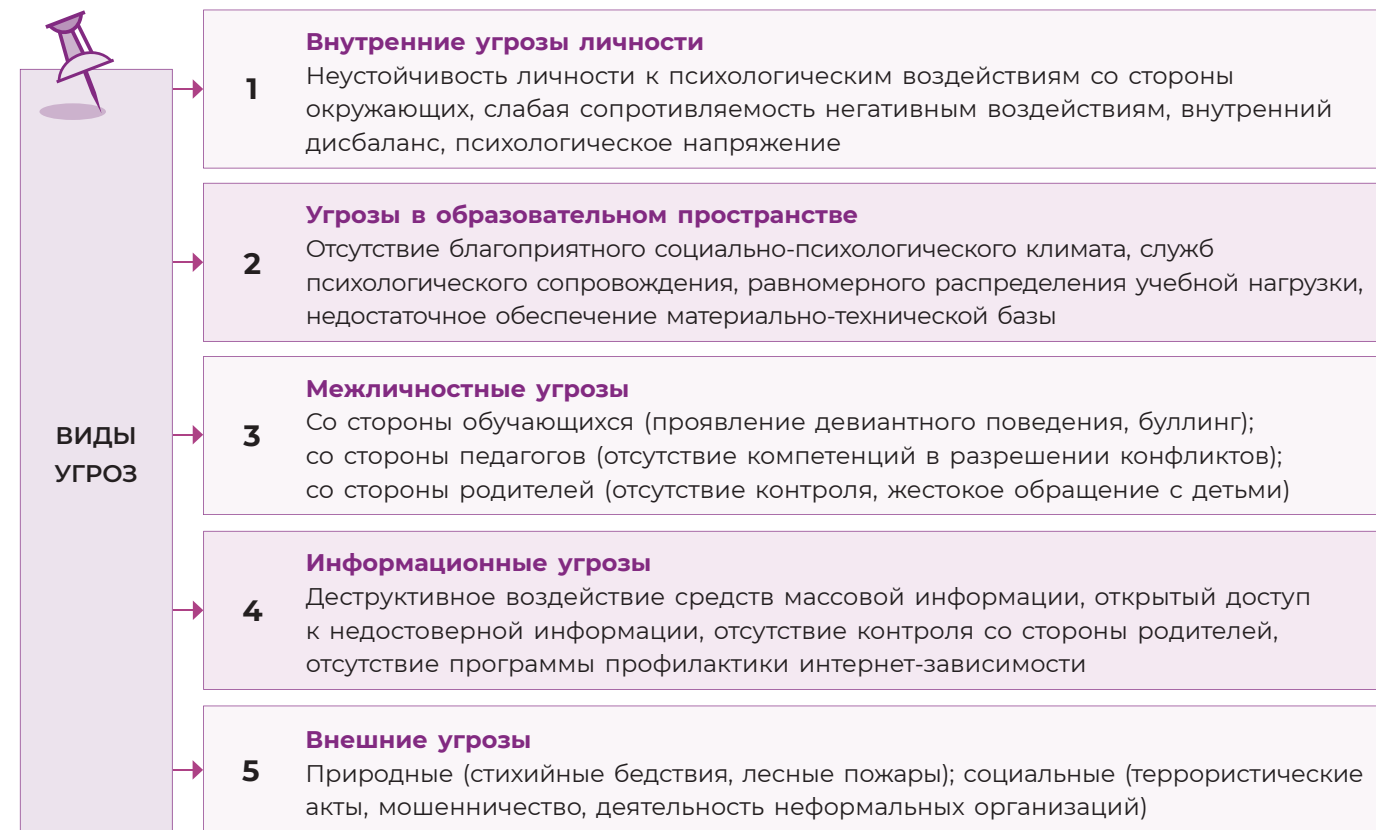 Внутренние угрозы личности
1
Неустойчивость личности к психологическим воздействиям со стороны
окружающих, слабая сопротивляемость негативным воздействиям, внутренний
дисбаланс, психологическое напряжение
Угрозы в образовательном пространстве
2
Отсутствие благоприятного социально-психологического климата, служб
психологического сопровождения, равномерного распределения учебной нагрузки,
недостаточное обеспечение материально-технической базы
ВИДЫ
УГРОЗ
Межличностные угрозы
3
Со стороны обучающихся (проявление девиантного поведения, буллинг);
со стороны педагогов (отсутствие компетенций в разрешении конфликтов);
со стороны родителей (отсутствие контроля, жестокое обращение с детьми)
Информационные угрозы
4
Деструктивное воздействие средств массовой информации, открытый доступ
к недостоверной информации, отсутствие контроля со стороны родителей,
отсутствие программы профилактики интернет-зависимости
Внешние угрозы
5
Природные (стихийные бедствия, лесные пожары); социальные (террористические
акты, мошенничество, деятельность неформальных организаций)